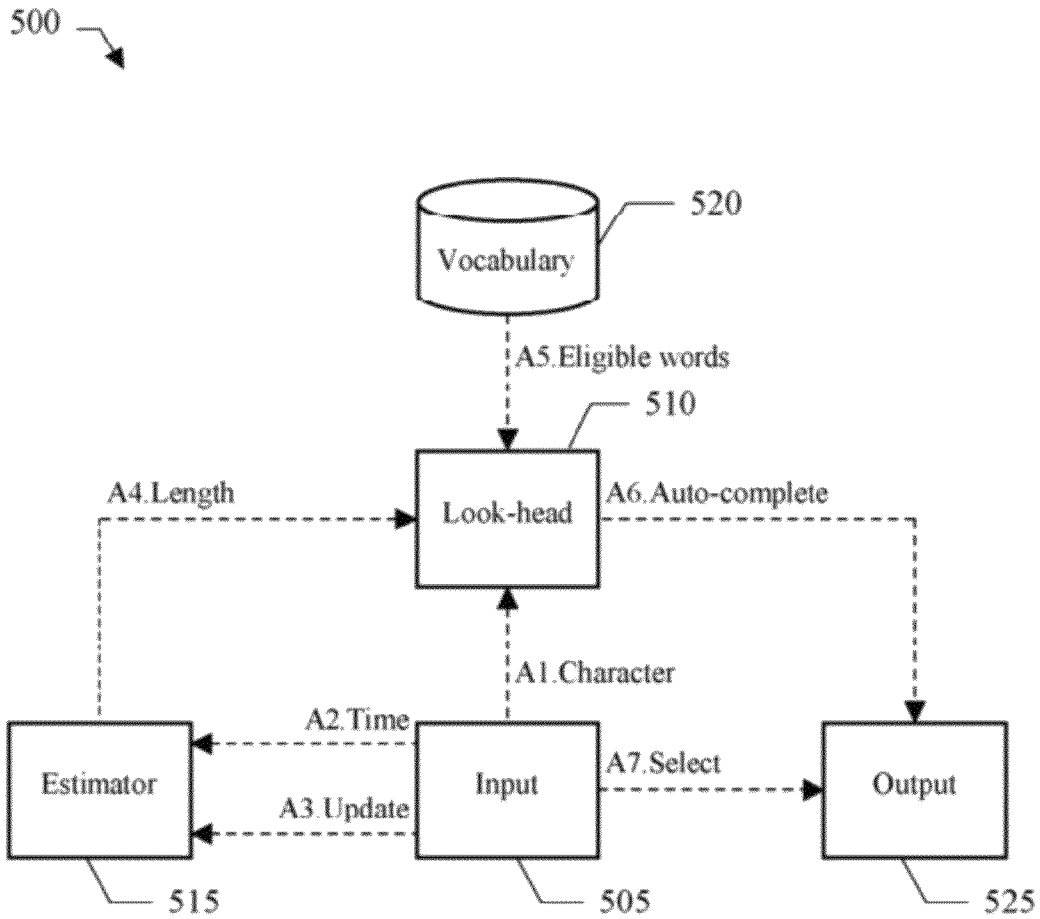 500
520
Vocabulary
A5.Eligible words
510
A4.Length
A6.Auto-complete
Look-head
A1.Character
A2.Time
A7.Select
Estimator
Input
Output
A3.Update
515
505
525